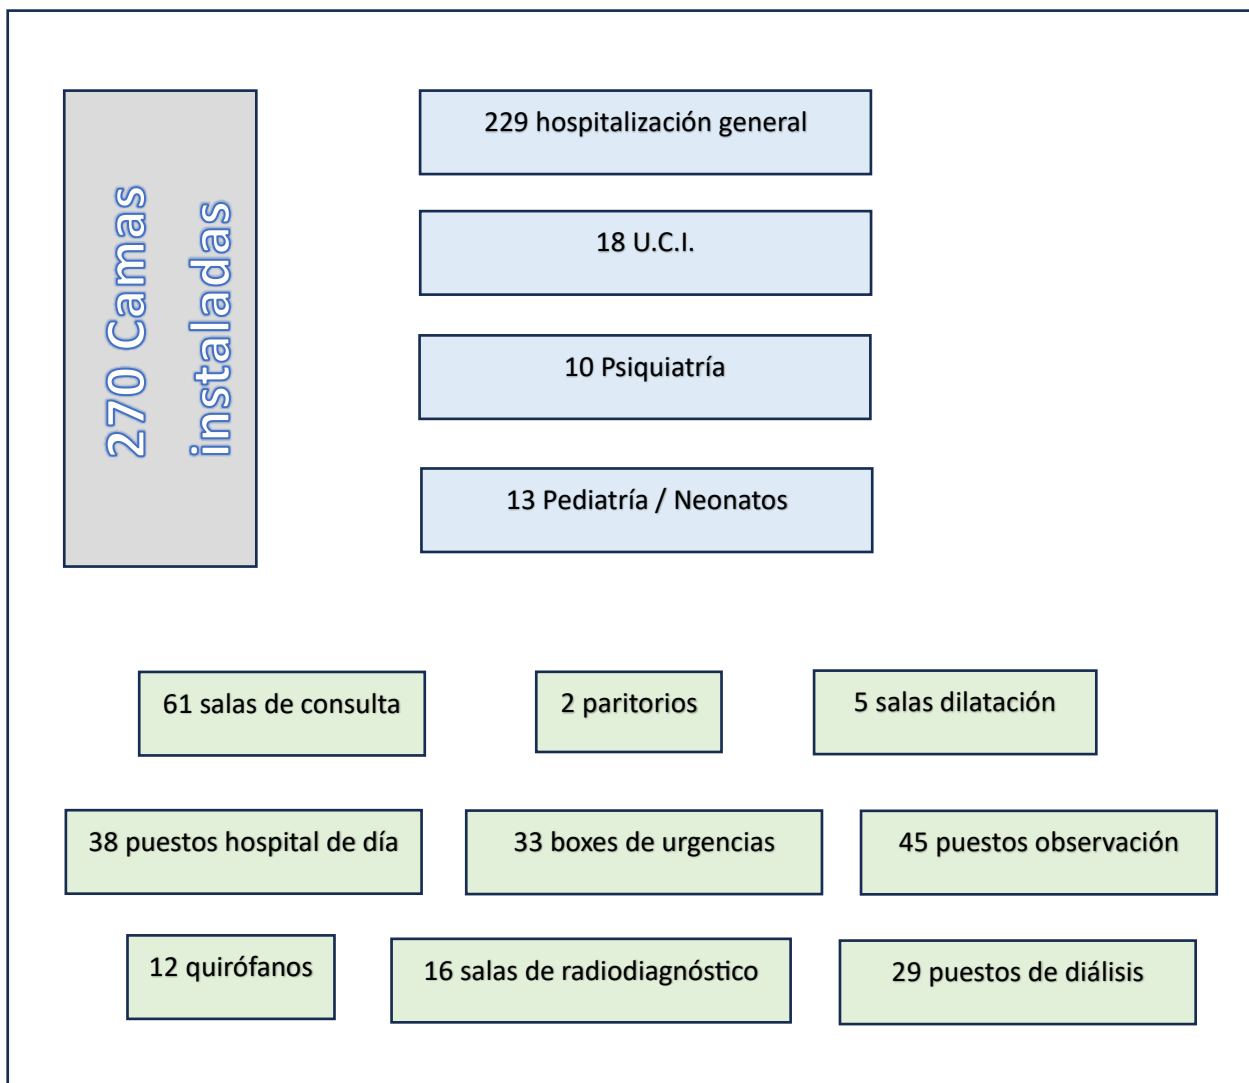 270 Camas
instaladas
229 hospitalización general
18 U.C.I.
10 Psiquiatría
13 Pediatría / Neonatos
61 salas de consulta
2 paritorios
5 salas dilatación
38 puestos hospital de día
33 boxes de urgencias
45 puestos observación
12 quirófanos
16 salas de radiodiagnóstico
29 puestos de diálisis